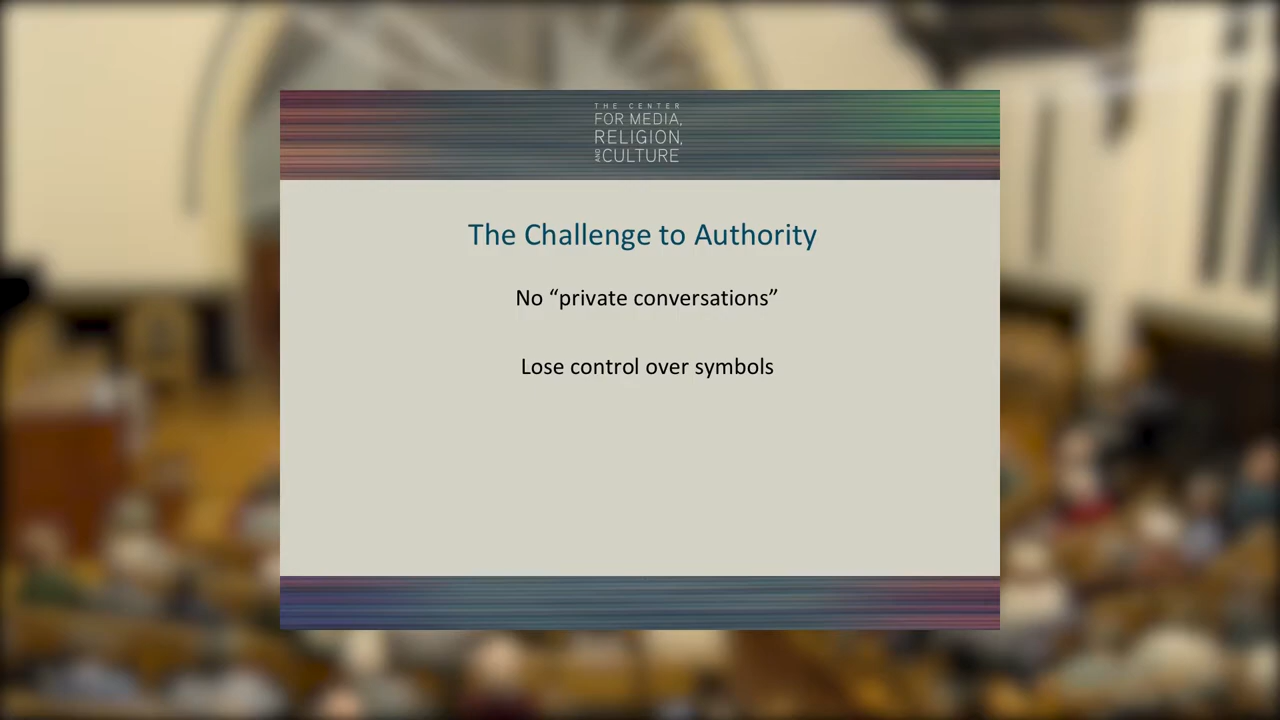 THE CENTER
FOR MEDIA,
RELIGION,
AND CULTURE
The Challenge to Authority
No “private conversations”
Lose control over symbols